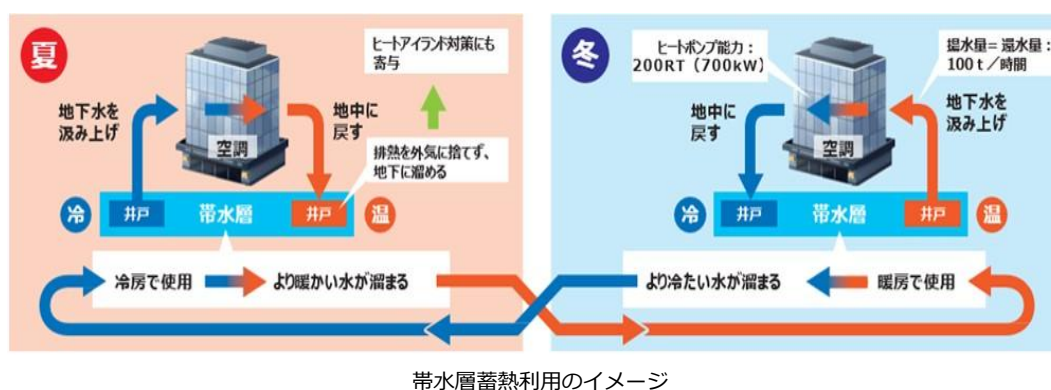 夏
ヒートアイランド対策にも
寄与
地下水を
汲み上げ
空調
地中に
戻す
排熱を外気に捨てず、
地下に溜める
冷
井戸
帯水層
井戸
温
冷房で使用
より暖かい水が溜まる
冬
ヒートポンプ能力：
200RT（700kW）
揚水量＝還水量：
100ｔ／時間
地中に
戻す
空調
地下水を
汲み上げ
冷
井戸
帯水層
井戸
温
より冷たい水が溜まる
暖房で使用
帯水層蓄熱利用のイメージ